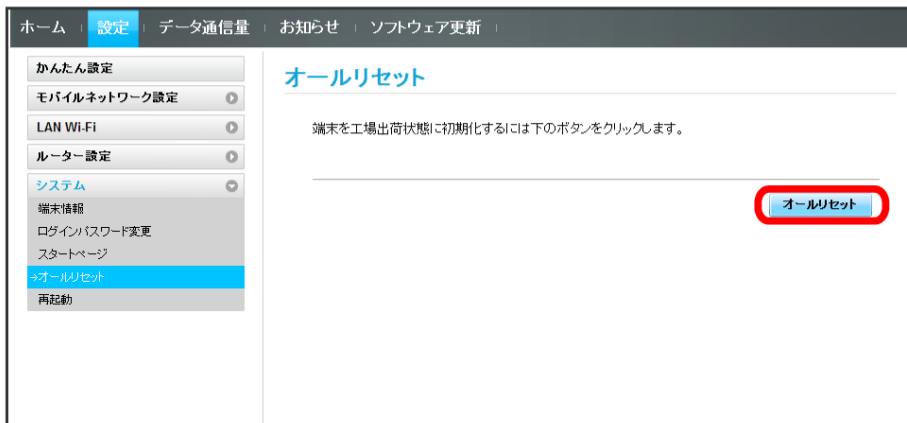 ホーム 設定 データ通信量 お知らせ ソフトウェア更新
かんたん設定
モバイルネットワーク設定
LAN Wi-Fi
ルーター設定
システム
端末情報
ログインパスワード変更
スタートページ
→オールリセット
再起動
オールリセット
端末を工場出荷状態に初期化するには下のボタンをクリックします。
オールリセット